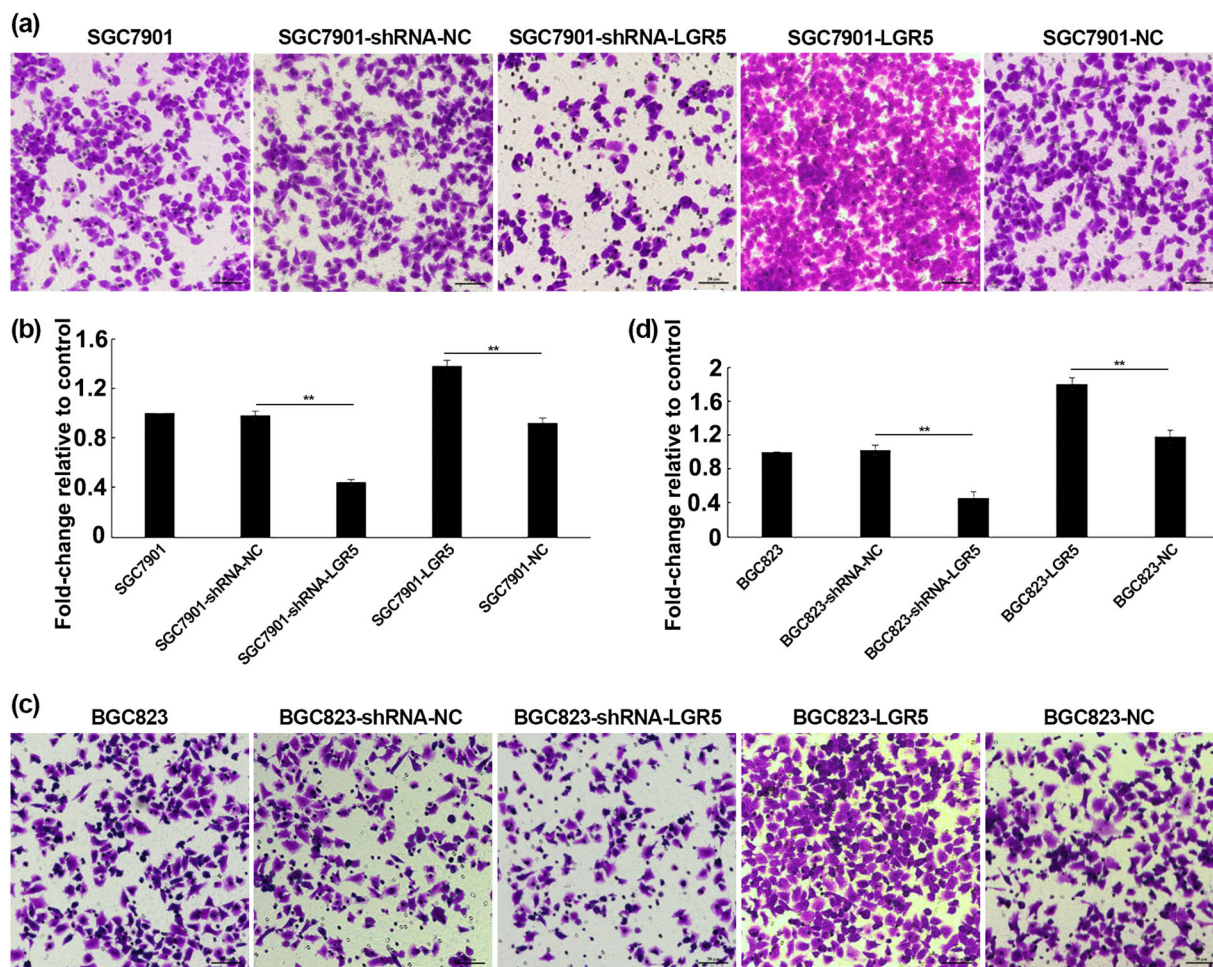 (a)
SGC7901 SGC7901-shRNA-NC SGC7901-shRNA-LGR5 SGC7901-LGR5 SGC7901-NC
(b)
Fold-change relative to control
1.6
1.2
0.8
0.4
0
**
**
SGC7901
SGC7901-shRNA-NC
SGC7901-shRNA-LGR5
SGC7901-LGR5
SGC7901-NC
(d)
Fold-change relative to control
2
1.6
1.2
0.8
0.4
0
**
**
BGC823
BGC823-shRNA-NC
BGC823-shRNA-LGR5
BGC823-LGR5
BGC823-NC
(c)
BGC823 BGC823-shRNA-NC BGC823-shRNA-LGR5 BGC823-LGR5 BGC823-NC